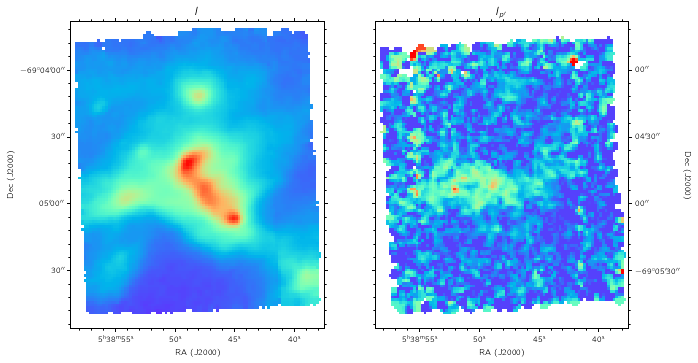 I I_p'
−69°04′00″ 00″
30″ 04′30″
05′00″ 00″
30″ −69°05′30″
Dec (J2000) Dec (J2000)
5ʰ38ᵐ55ˢ 50ˢ 45ˢ 40ˢ 5ʰ38ᵐ55ˢ 50ˢ 45ˢ 40ˢ
RA (J2000) RA (J2000)